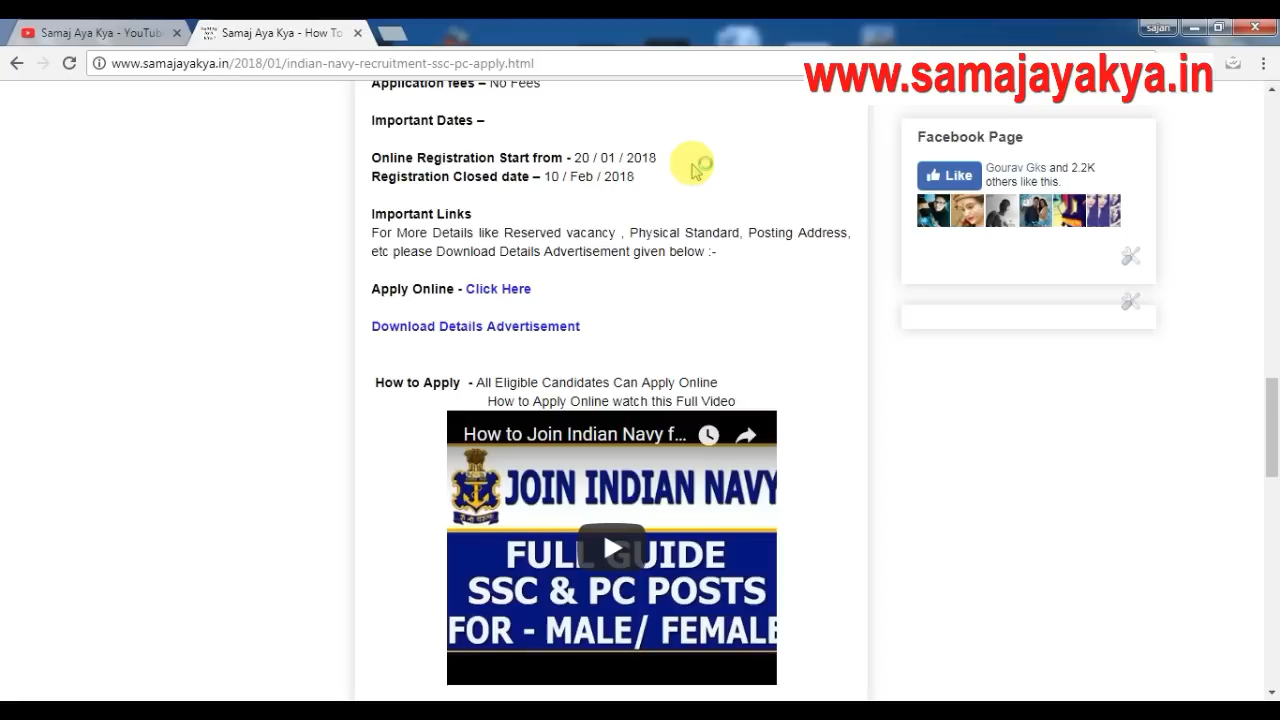 Samaj Aya Kya - YouTub
Samaj Aya Kya - How To
sajan
www.samajayakya.in/2018/01/indian-navy-recruitment-ssc-pc-apply.html
www.samajayakya.in
Application fees – No Fees
Important Dates –
Online Registration Start from - 20 / 01 / 2018
Registration Closed date – 10 / Feb / 2018
Important Links
For More Details like Reserved vacancy , Physical Standard, Posting Address,
etc please Download Details Advertisement given below :-
Apply Online - Click Here
Download Details Advertisement
How to Apply - All Eligible Candidates Can Apply Online
How to Apply Online watch this Full Video
How to Join Indian Navy f...
JOIN INDIAN NAVY
FULL GUIDE
SSC & PC POSTS
FOR - MALE/ FEMALE
Facebook Page
Like
Gourav Gks and 2.2K
others like this.